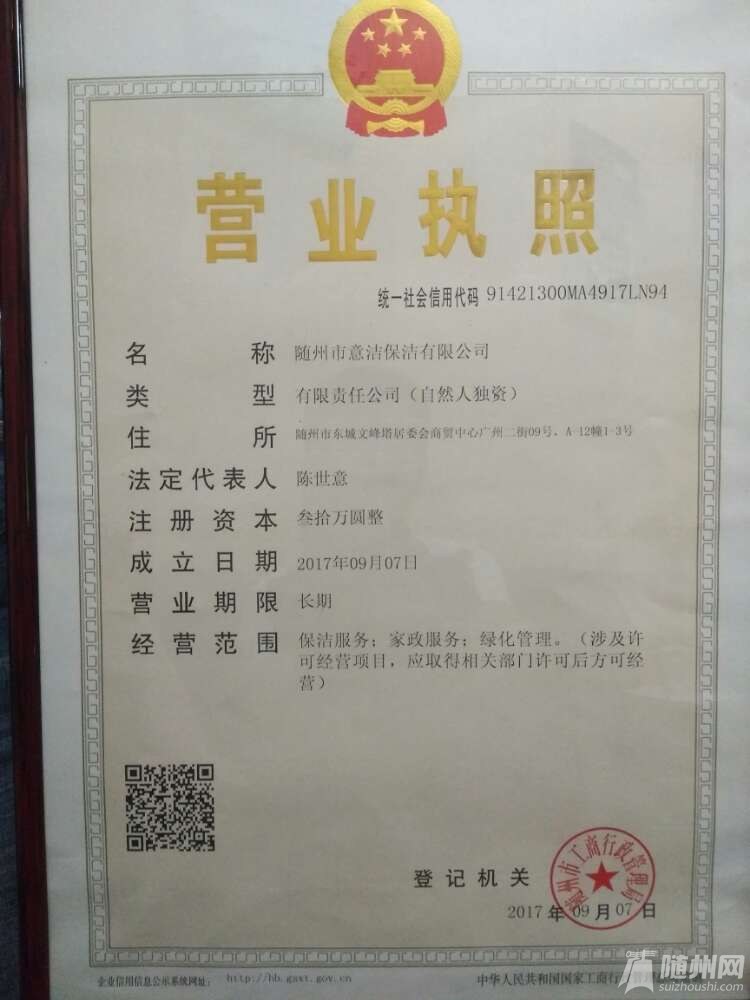 营业执照
统一社会信用代码 91421300MA4917LN94
名称 随州市意洁保洁有限公司
类型 有限责任公司（自然人独资）
住所 随州市东城文峰塔居委会商贸中心广州二街09号，A-12幢1-3号
法定代表人 陈世意
注册资本 叁拾万圆整
成立日期 2017年09月07日
营业期限 长期
经营范围 保洁服务；家政服务；绿化管理。（涉及许
可经营项目，应取得相关部门许可后方可经
营）
随州市工商行政管理局
登记机关
2017年09月07日
企业信用信息公示系统网址： http://hb.gsxt.gov.cn
中华人民共和国国家工商行
随州网
suizhoushi.com